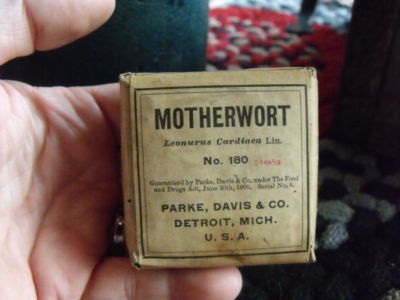 MOTHERWORT
Leonurus Cardiaca Lin.
No. 180
Guaranteed by Parke, Davis & Co. under The Food
and Drugs Act, June 30th, 1906. Serial No. 6.
PARKE, DAVIS & CO.
DETROIT, MICH.
U. S. A.